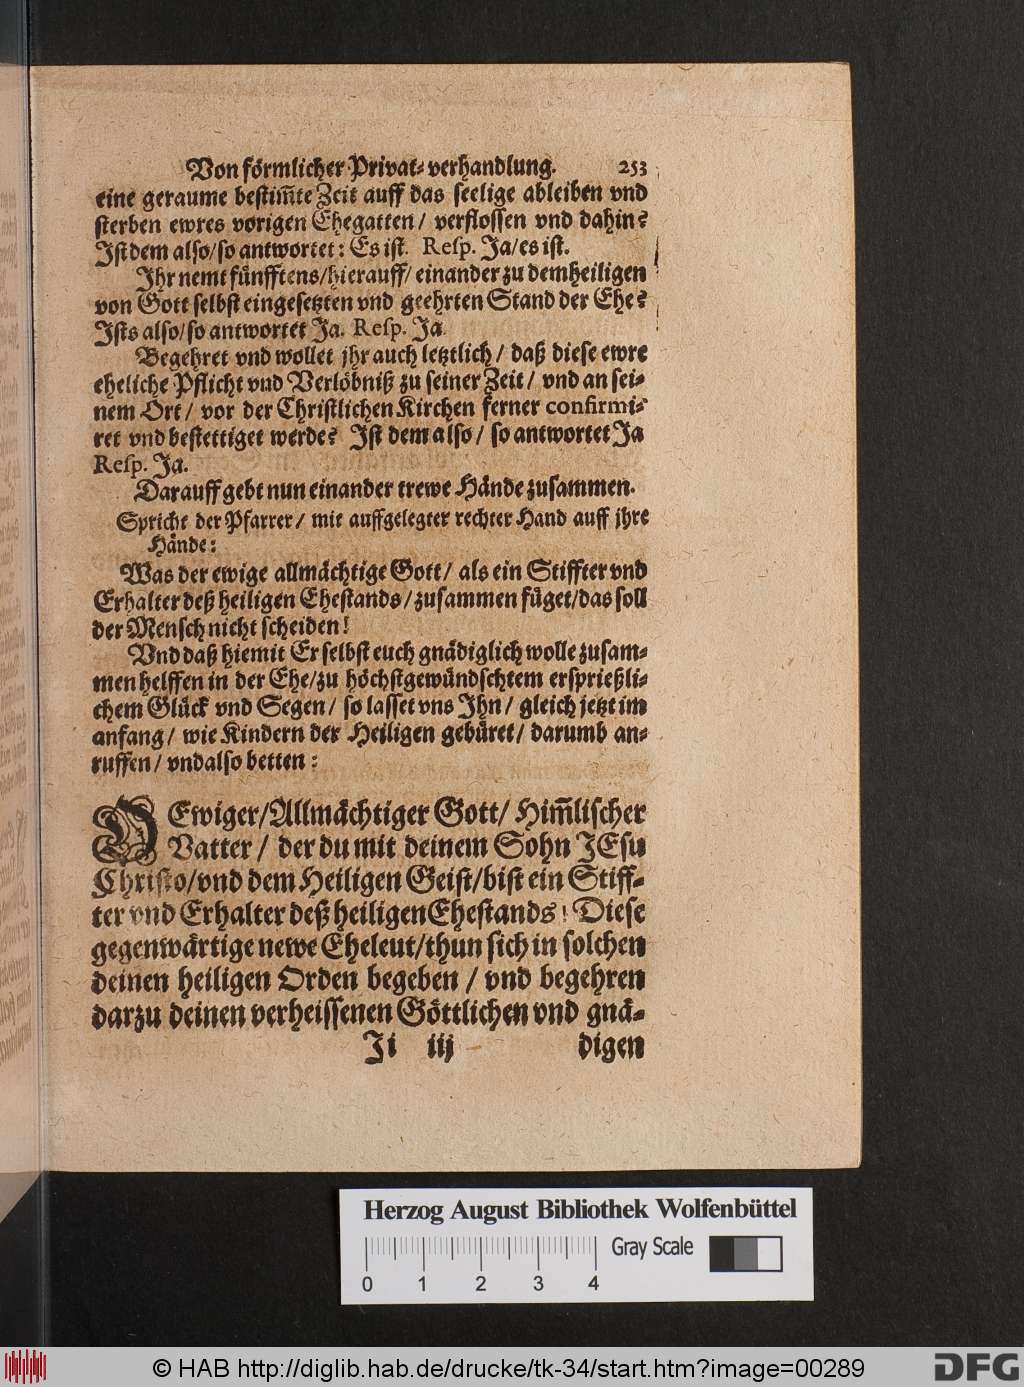 Von förmlicher Privat-verhandlung. 253
eine geraume bestim̃te Zeit auff das seelige ableiben vnd
sterben ewres vorigen Ehegatten/ verflossen vnd dahin?
Ist dem also/so antwortet: Es ist. Resp. Ja/es ist.
Ihr nemt fünfftens/hierauff/ einander zu dem heiligen
von Gott selbst eingesetzten vnd geehrten Stand der Ehe?
Ists also/so antwortet Ja. Resp. Ja.
Begehret vnd wollet jhr auch letztlich/ daß diese ewre
eheliche Pflicht vnd Verlöbniß zu seiner Zeit/ vnd an sei-
nem Ort/ vor der Christlichen Kirchen ferner confirmi-
ret vnd bestettiget werde? Ist dem also/ so antwortet Ja
Resp. Ja.
Darauff gebt nun einander trewe Hände zusammen.
Spricht der Pfarrer/ mit auffgelegter rechter Hand auff jhre
Hände:
Was der ewige allmächtige Gott/ als ein Stiffter vnd
Erhalter deß heiligen Ehestands/zusammen füget/das soll
der Mensch nicht scheiden!
Vnd daß hiemit Er selbst euch gnädiglich wolle zusam-
men helffen in der Ehe/zu höchstgewündschtem ersprießli-
chem Glück vnd Segen/ so lasset vns Ihn/ gleich jetzt im
anfang/ wie Kindern der Heiligen gebüret/ darumb an-
ruffen/ vnd also betten:
O Ewiger/Allmächtiger Gott/ Him̃lischer
Vatter/ der du mit deinem Sohn JEsu
Christo/vnd dem Heiligen Geist/bist ein Stiff-
ter vnd Erhalter deß heiligen Ehestands! Diese
gegenwärtige newe Eheleut/thun sich in solchen
deinen heiligen Orden begeben/ vnd begehren
darzu deinen verheissenen Göttlichen vnd gnä-
Ji iij digen
Herzog August Bibliothek Wolfenbüttel
Gray Scale
0 1 2 3 4
© HAB http://diglib.hab.de/drucke/tk-34/start.htm?image=00289
DFG